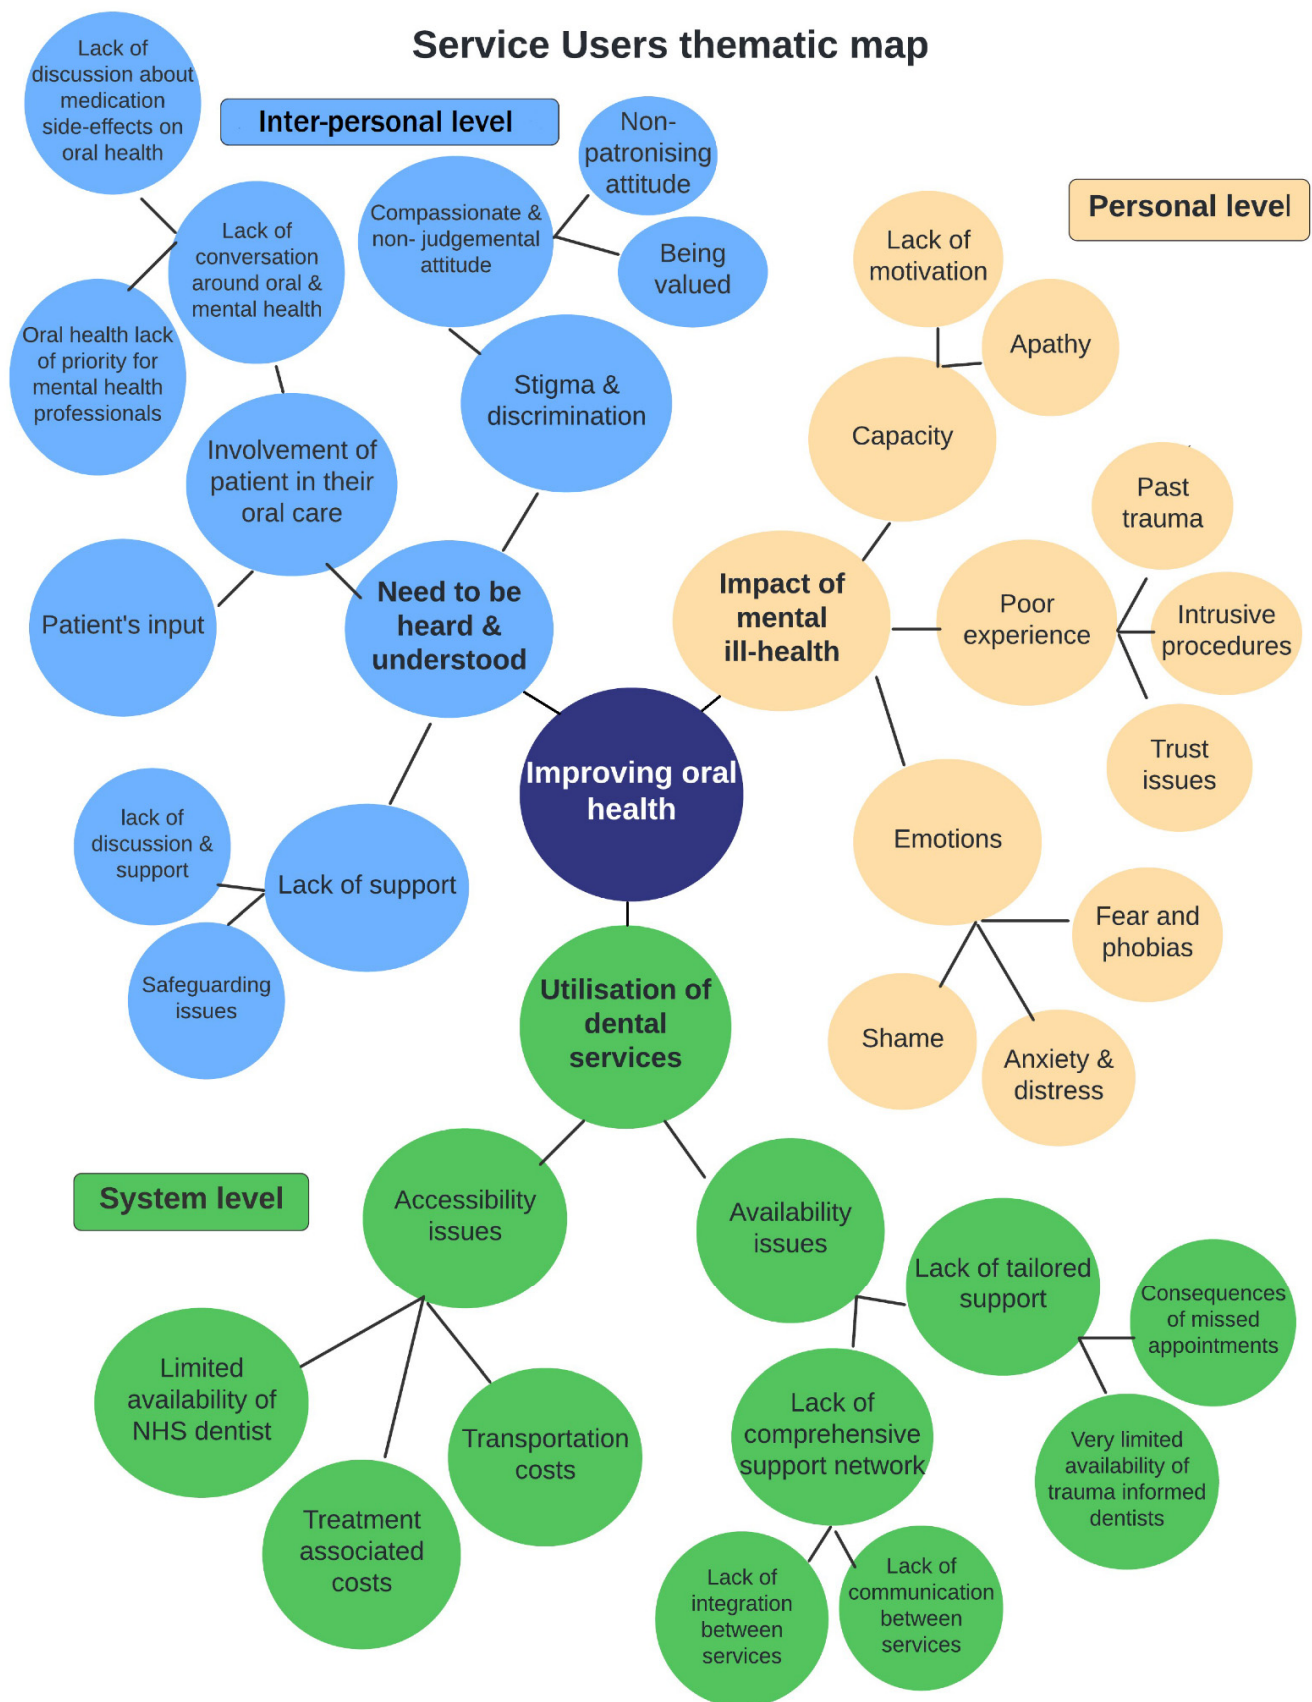 Service Users thematic map
Inter-personal level
Lack of
discussion about
medication
side-effects on
oral health
Lack of
conversation
around oral &
mental health
Oral health lack
of priority for
mental health
professionals
Involvement of
patient in their
oral care
Patient's input
Compassionate &
non- judgemental
attitude
Non-
patronising
attitude
Being
valued
Stigma &
discrimination
Need to be
heard &
understood
lack of
discussion &
support
Lack of support
Safeguarding
issues
Personal level
Lack of
motivation
Apathy
Capacity
Impact of
mental
ill-health
Poor
experience
Past
trauma
Intrusive
procedures
Trust
issues
Emotions
Fear and
phobias
Shame
Anxiety &
distress
Improving oral
health
Utilisation of
dental
services
System level
Accessibility
issues
Limited
availability of
NHS dentist
Treatment
associated
costs
Transportation
costs
Availability
issues
Lack of tailored
support
Consequences
of missed
appointments
Very limited
availability of
trauma informed
dentists
Lack of
comprehensive
support network
Lack of
integration
between
services
Lack of
communication
between
services